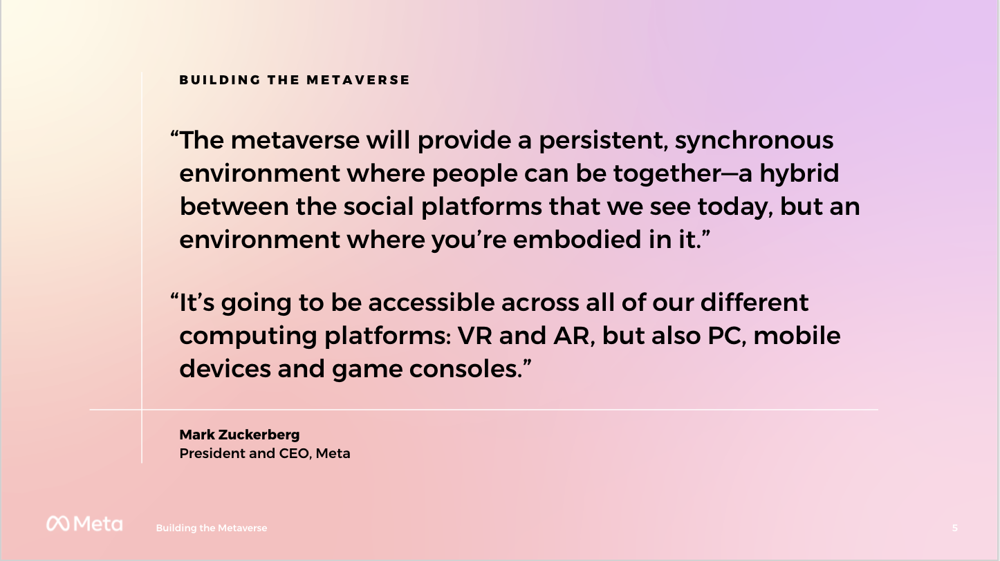 BUILDING THE METAVERSE
“The metaverse will provide a persistent, synchronous
environment where people can be together—a hybrid
between the social platforms that we see today, but an
environment where you’re embodied in it.”
“It’s going to be accessible across all of our different
computing platforms: VR and AR, but also PC, mobile
devices and game consoles.”
Mark Zuckerberg
President and CEO, Meta
Meta
Building the Metaverse
5